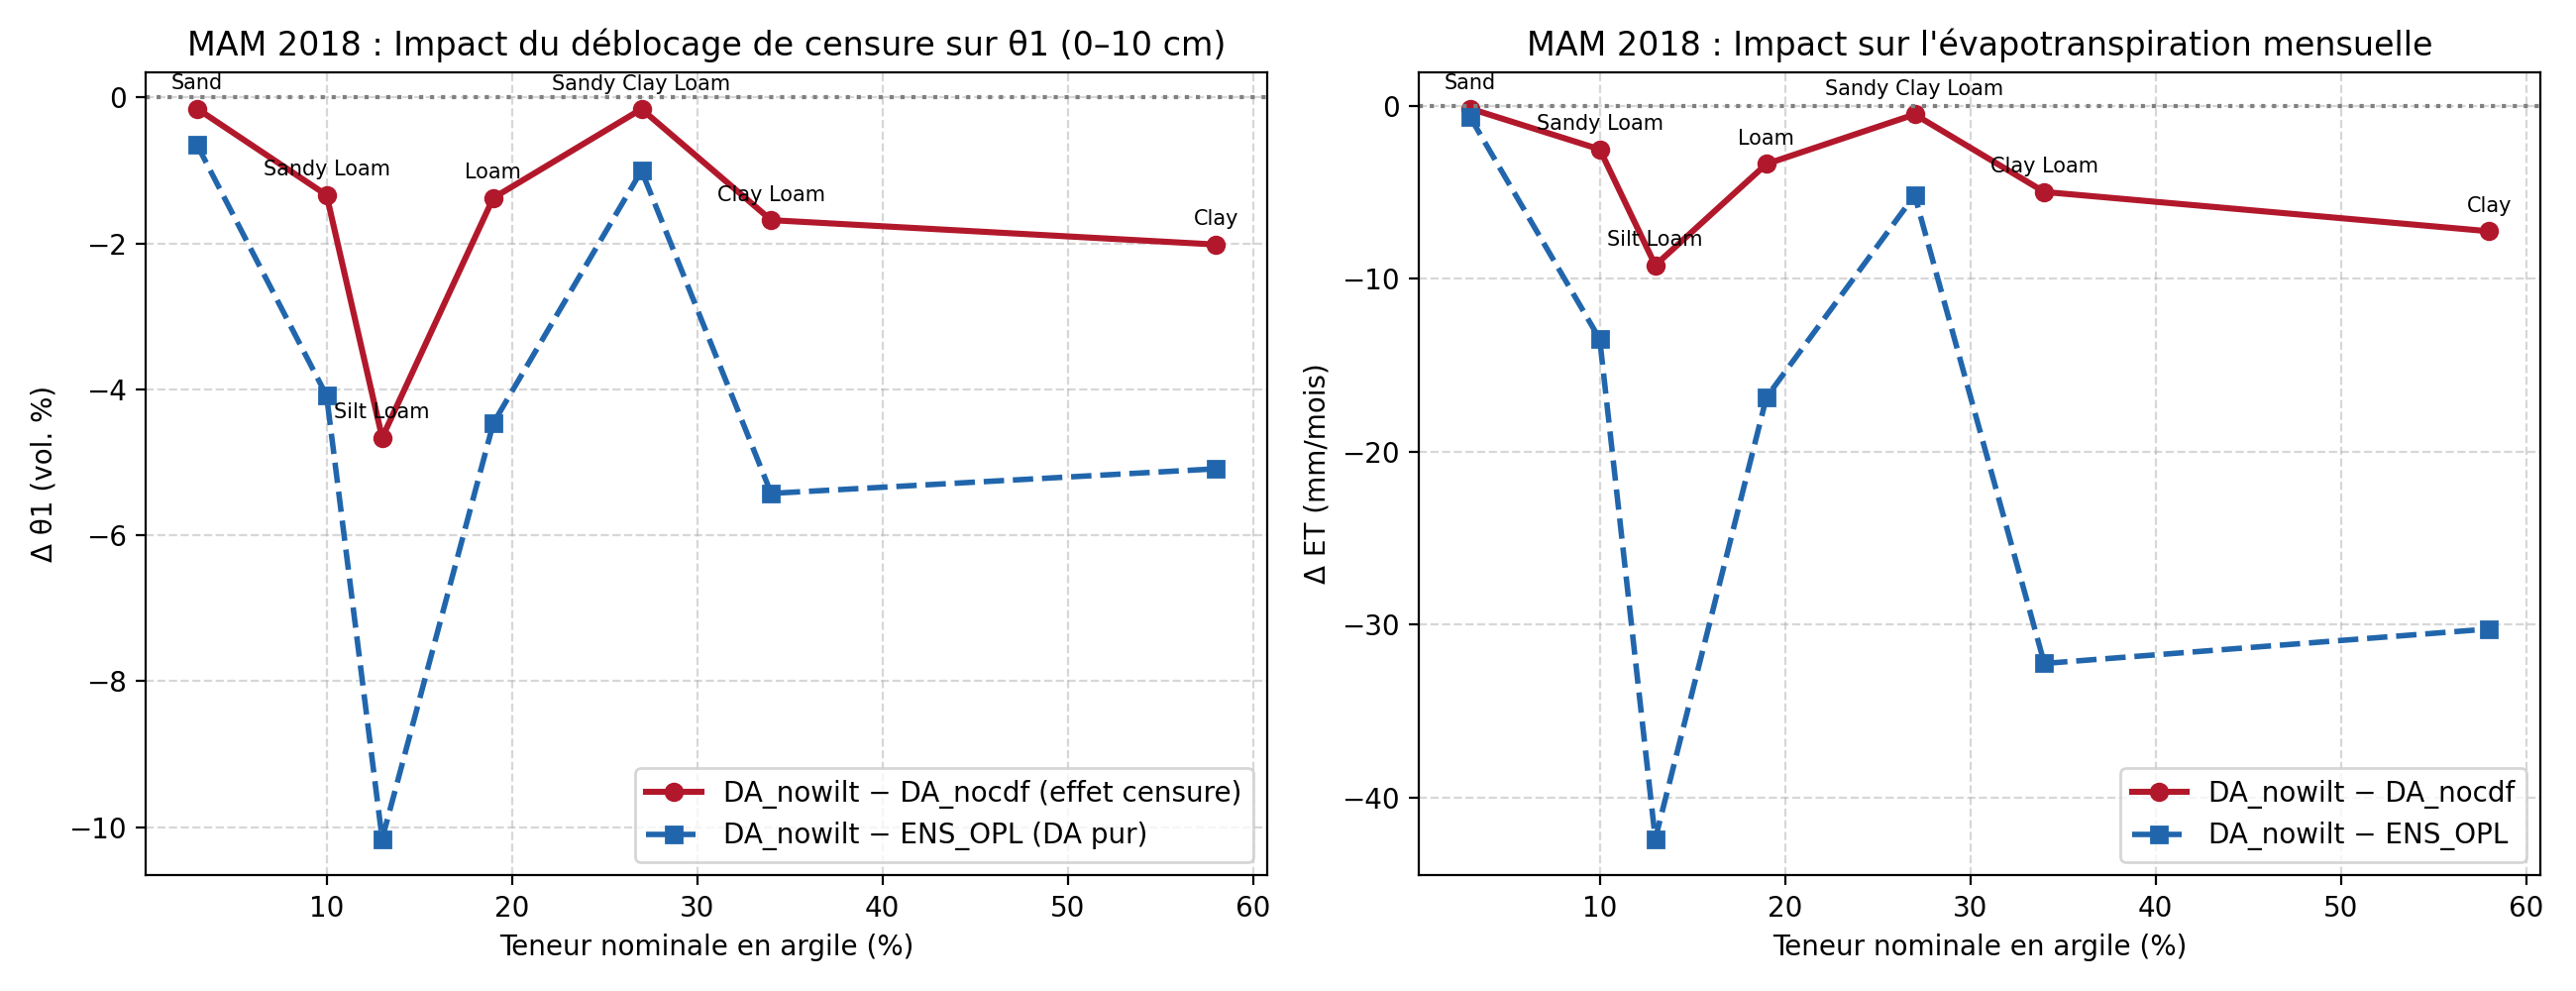 MAM 2018 : Impact du déblocage de censure sur θ1 (0–10 cm)
Sand
Sandy Clay Loam
Sandy Loam
Loam
Clay Loam
Clay
Silt Loam
0
−2
−4
−6
−8
−10
Δ θ1 (vol. %)
DA_nowilt − DA_nocdf (effet censure)
DA_nowilt − ENS_OPL (DA pur)
10 20 30 40 50 60
Teneur nominale en argile (%)
MAM 2018 : Impact sur l'évapotranspiration mensuelle
Sand
Sandy Clay Loam
Sandy Loam
Loam
Clay Loam
Clay
Silt Loam
0
−10
−20
−30
−40
Δ ET (mm/mois)
DA_nowilt − DA_nocdf
DA_nowilt − ENS_OPL
10 20 30 40 50 60
Teneur nominale en argile (%)